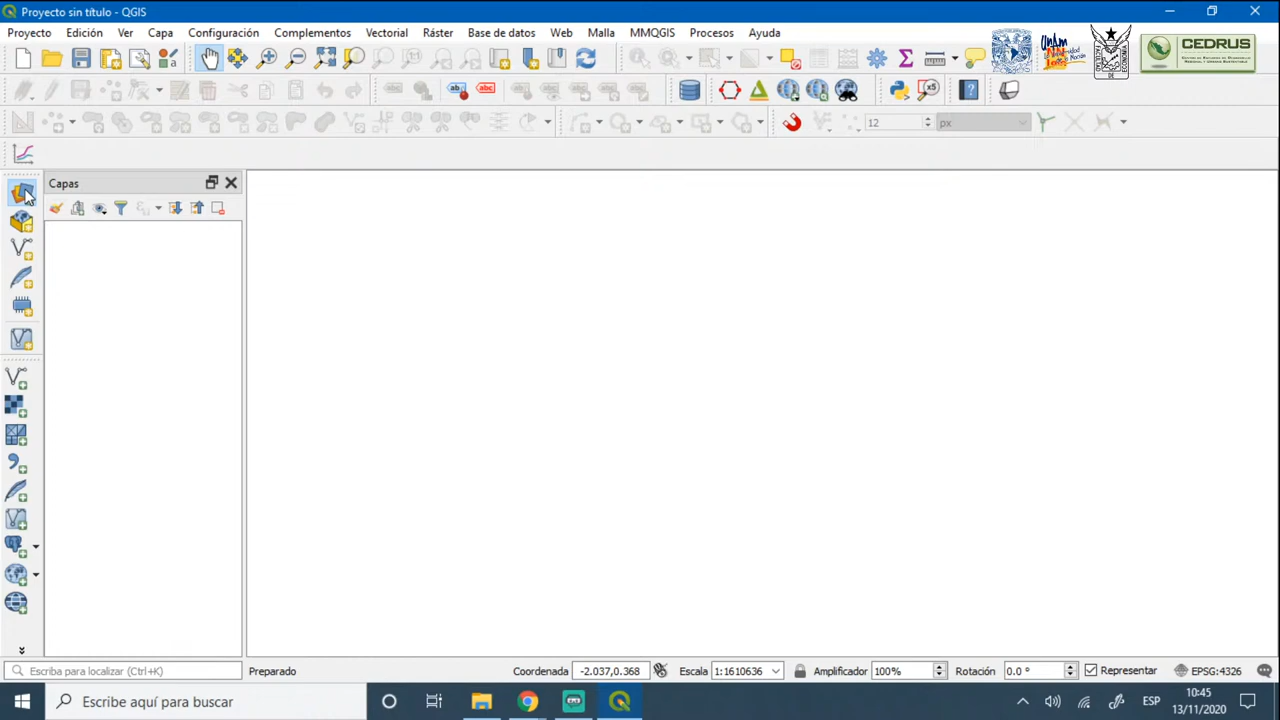 Proyecto sin título - QGIS
Proyecto Edición Ver Capa Configuración Complementos Vectorial Ráster Base de datos Web Malla MMQGIS Procesos Ayuda
CEDRUS
abc
12 px
Capas
Escriba para localizar (Ctrl+K) Preparado Coordenada -2.037,0.368 Escala 1:1610636 Amplificador 100% Rotación 0.0 ° Representar EPSG:4326
Escribe aquí para buscar ESP 10:45
13/11/2020